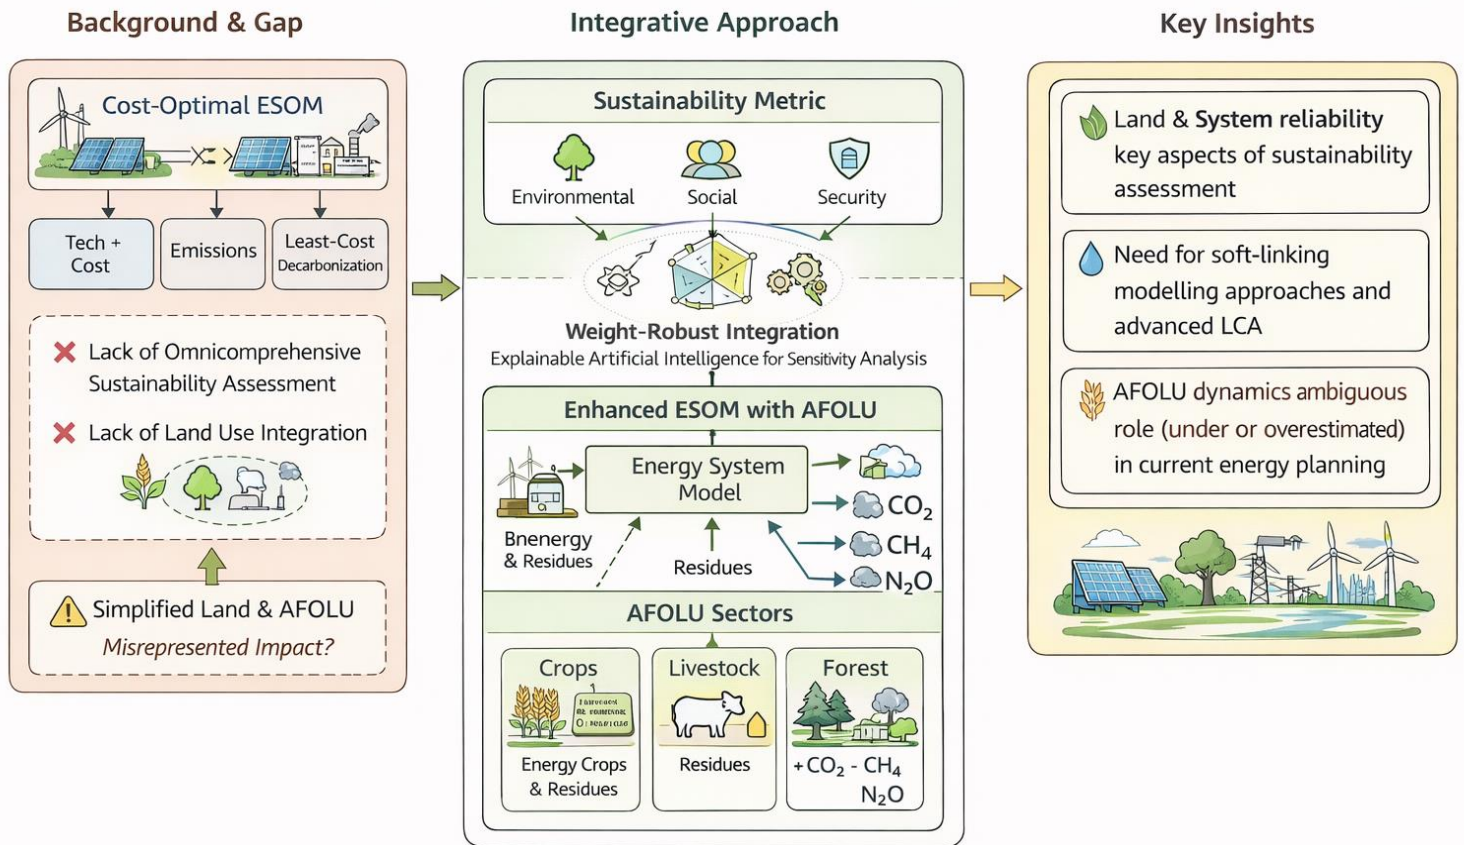 Background & Gap
Cost-Optimal ESOM
Tech +
Cost
Emissions
Least-Cost
Decarbonization
Lack of Omnicomprehensive
Sustainability Assessment
Lack of Land Use Integration
Simplified Land & AFOLU
Misrepresented Impact?
Integrative Approach
Sustainability Metric
Environmental
Social
Security
Weight-Robust Integration
Explainable Artificial Intelligence for Sensitivity Analysis
Enhanced ESOM with AFOLU
Energy System
Model
Bnenergy
& Residues
Residues
CO₂
CH₄
N₂O
AFOLU Sectors
Crops
Energy Crops
& Residues
Livestock
Residues
Forest
+CO₂ - CH₄
N₂O
Key Insights
Land & System reliability
key aspects of sustainability
assessment
Need for soft-linking
modelling approaches and
advanced LCA
AFOLU dynamics ambiguous
role (under or overestimated)
in current energy planning